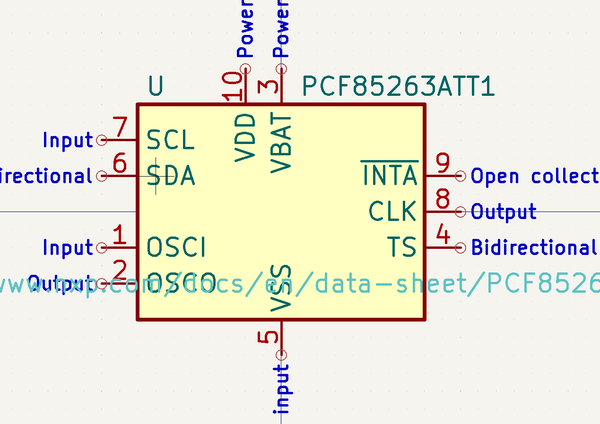 Power
Power
10
3
U
PCF85263ATT1
VDD
VBAT
Input
7
SCL
irectional
6
SDA
INTA
9
Open collect
CLK
8
Output
Input
1
OSCI
TS
4
Bidirectional
Output
2
OSCO
www.nxp.com/docs/en/data-sheet/PCF8526
VSS
5
input